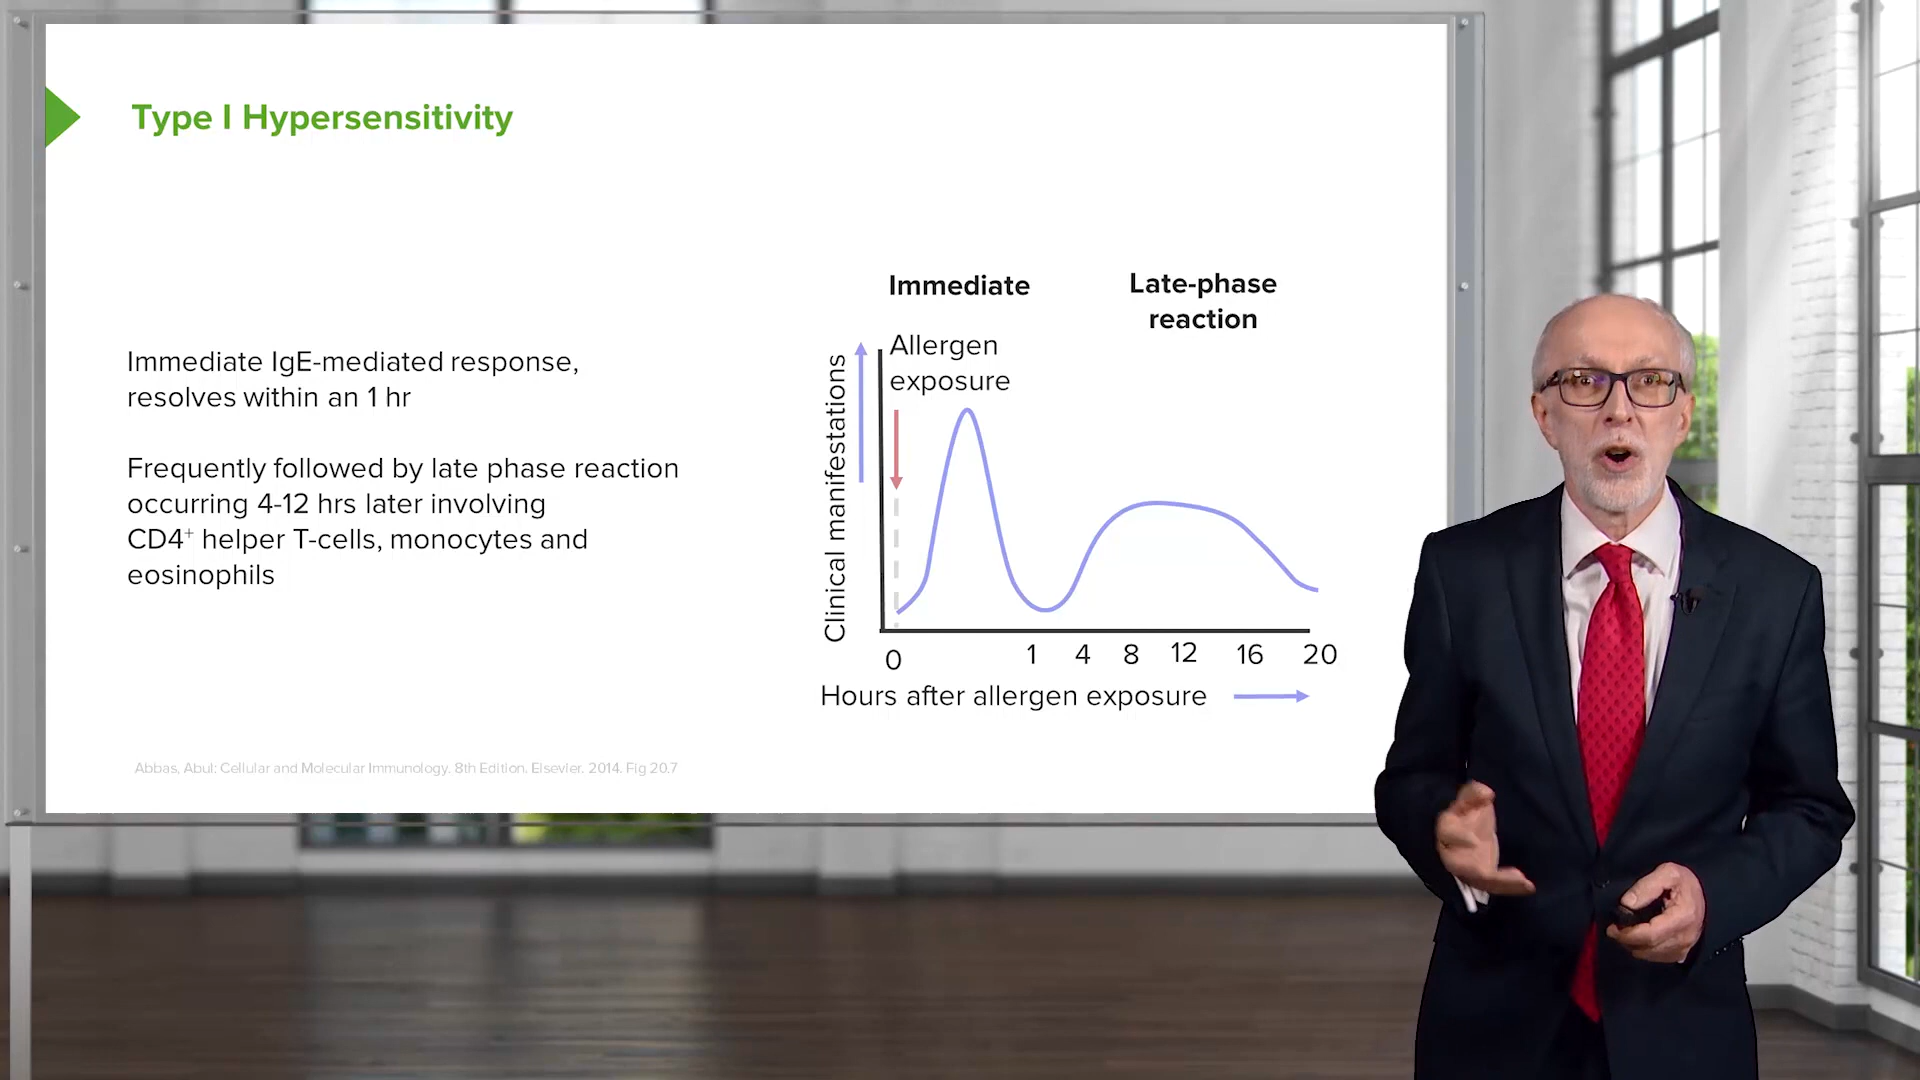 Type I Hypersensitivity
Immediate IgE-mediated response,
resolves within an 1 hr
Frequently followed by late phase reaction
occurring 4-12 hrs later involving
CD4⁺ helper T-cells, monocytes and
eosinophils
Immediate
Late-phase
reaction
Allergen
exposure
Clinical manifestations
0 1 4 8 12 16 20
Hours after allergen exposure
Abbas, Abul: Cellular and Molecular Immunology. 8th Edition. Elsevier. 2014. Fig 20.7